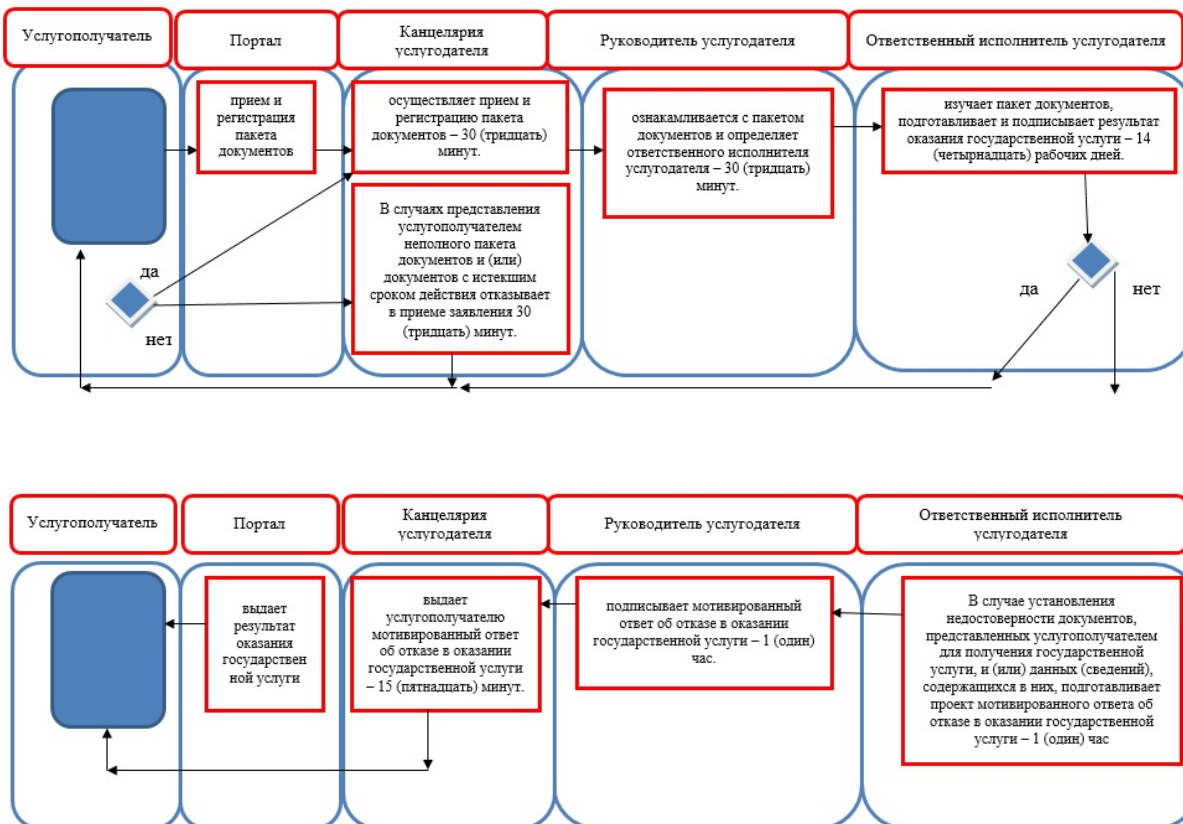 Услугополучатель
Портал
Канцелярия
услугодателя
Руководитель услугодателя
Ответственный исполнитель услугодателя
прием и
регистрация
пакета
документов
осуществляет прием и
регистрацию пакета
документов – 30 (тридцать)
минут.
ознакамливается с пакетом
документов и определяет
ответственного исполнителя
услугодателя – 30 (тридцать)
минут.
изучает пакет документов,
подготавливает и подписывает результат
оказания государственной услуги – 14
(четырнадцать) рабочих дней.
В случаях представления
услугополучателем
неполного пакета
документов и (или)
документов с истекшим
сроком действия отказывает
в приеме заявления 30
(тридцать) минут.
да
нет
да
нет
Услугополучатель
Портал
Канцелярия
услугодателя
Руководитель услугодателя
Ответственный исполнитель
услугодателя
выдает
результат
оказания
государствен
ной услуги
выдает
услугополучателю
мотивированный ответ
об отказе в оказании
государственной услуги
– 15 (пятнадцать) минут.
подписывает мотивированный
ответ об отказе в оказании
государственной услуги – 1 (один)
час.
В случае установления
недостоверности документов,
представленных услугополучателем
для получения государственной
услуги, и (или) данных (сведений),
содержащихся в них, подготавливает
проект мотивированного ответа об
отказе в оказании государственной
услуги – 1 (один) час